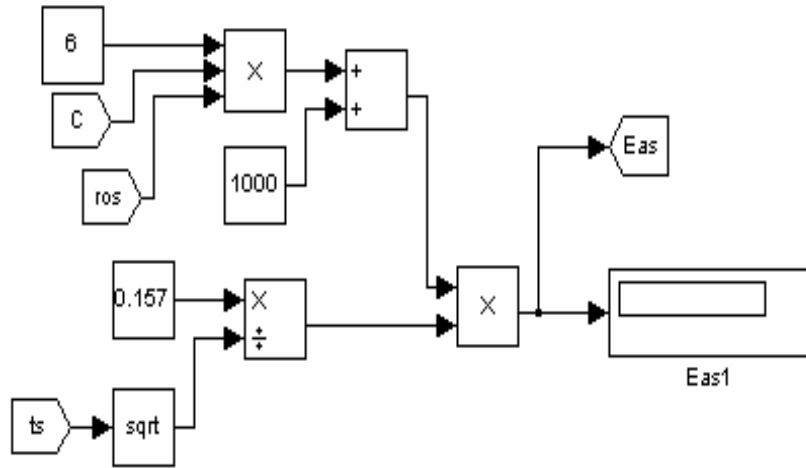 6
X
+
C
+
Eas
ros
1000
0.157
X
÷
X
Eas1
ts
sqrt